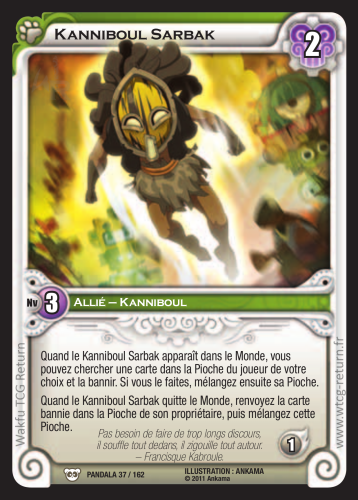 Kanniboul Sarbak
2
Nv 3 Allié – Kanniboul
Quand le Kanniboul Sarbak apparaît dans le Monde, vous
pouvez chercher une carte dans la Pioche du joueur de votre
choix et la bannir. Si vous le faites, mélangez ensuite sa Pioche.
Quand le Kanniboul Sarbak quitte le Monde, renvoyez la carte
bannie dans la Pioche de son propriétaire, puis mélangez cette
Pioche.
Pas besoin de faire de trop longs discours,
il souffle tout dedans, il zigouille tout autour.
– Francisque Kabroule.
1
PANDALA 37 / 162
ILLUSTRATION : ANKAMA
© 2011 Ankama
Wakfu TCG Return
www.wtcg-return.fr